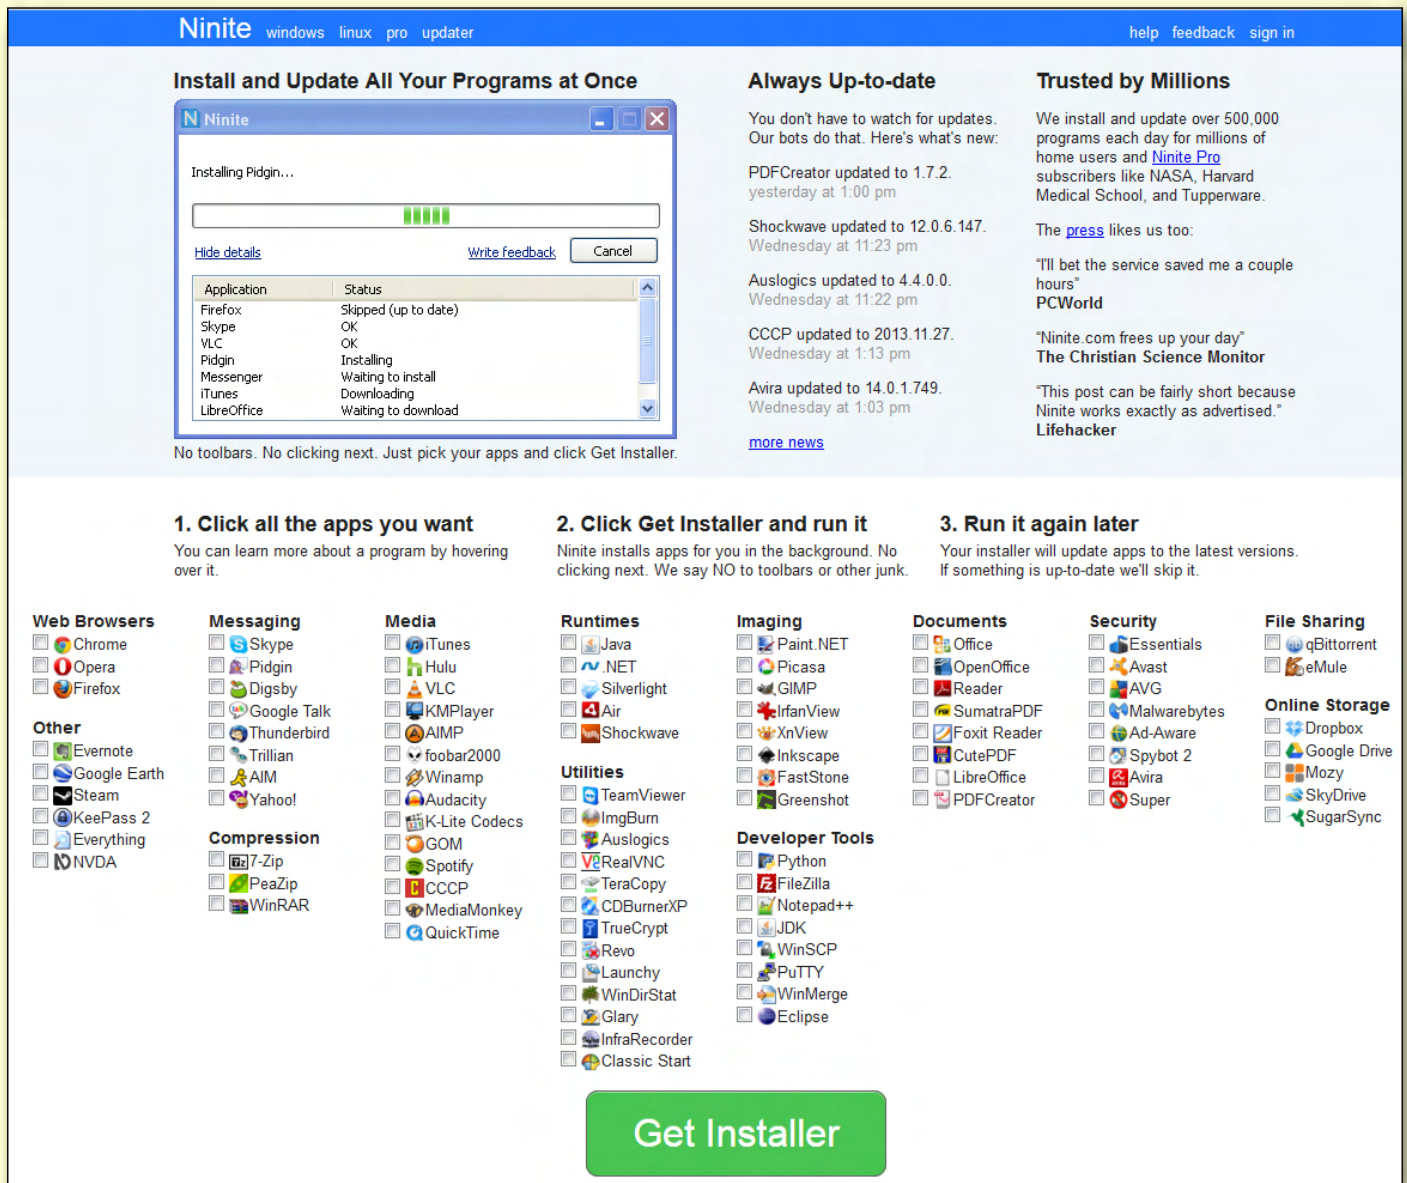 Ninite windows linux pro updater help feedback sign in
Install and Update All Your Programs at Once
Ninite
Installing Pidgin...
Hide details Write feedback Cancel
Application Status
Firefox Skipped (up to date)
Skype OK
VLC OK
Pidgin Installing
Messenger Waiting to install
iTunes Downloading
LibreOffice Waiting to download
No toolbars. No clicking next. Just pick your apps and click Get Installer.
Always Up-to-date
You don't have to watch for updates.
Our bots do that. Here's what's new:
PDFCreator updated to 1.7.2.
yesterday at 1:00 pm
Shockwave updated to 12.0.6.147.
Wednesday at 11:23 pm
Auslogics updated to 4.4.0.0.
Wednesday at 11:22 pm
CCCP updated to 2013.11.27.
Wednesday at 1:13 pm
Avira updated to 14.0.1.749.
Wednesday at 1:03 pm
more news
Trusted by Millions
We install and update over 500,000
programs each day for millions of
home users and Ninite Pro
subscribers like NASA, Harvard
Medical School, and Tupperware.
The press likes us too:
“I'll bet the service saved me a couple
hours”
PCWorld
“Ninite.com frees up your day”
The Christian Science Monitor
“This post can be fairly short because
Ninite works exactly as advertised.”
Lifehacker
1. Click all the apps you want
You can learn more about a program by hovering
over it.
2. Click Get Installer and run it
Ninite installs apps for you in the background. No
clicking next. We say NO to toolbars or other junk.
3. Run it again later
Your installer will update apps to the latest versions.
If something is up-to-date we'll skip it.
Web Browsers
Chrome
Opera
Firefox
Other
Evernote
Google Earth
Steam
KeePass 2
Everything
NVDA
Messaging
Skype
Pidgin
Digsby
Google Talk
Thunderbird
Trillian
AIM
Yahoo!
Compression
7-Zip
PeaZip
WinRAR
Media
iTunes
Hulu
VLC
KMPlayer
AIMP
foobar2000
Winamp
Audacity
K-Lite Codecs
GOM
Spotify
CCCP
MediaMonkey
QuickTime
Runtimes
Java
.NET
Silverlight
Air
Shockwave
Utilities
TeamViewer
ImgBurn
Auslogics
RealVNC
TeraCopy
CDBurnerXP
TrueCrypt
Revo
Launchy
WinDirStat
Glary
InfraRecorder
Classic Start
Imaging
Paint.NET
Picasa
GIMP
IrfanView
XnView
Inkscape
FastStone
Greenshot
Developer Tools
Python
FileZilla
Notepad++
JDK
WinSCP
PuTTY
WinMerge
Eclipse
Documents
Office
OpenOffice
Reader
SumatraPDF
Foxit Reader
CutePDF
LibreOffice
PDFCreator
Security
Essentials
Avast
AVG
Malwarebytes
Ad-Aware
Spybot 2
Avira
Super
File Sharing
qBittorrent
eMule
Online Storage
Dropbox
Google Drive
Mozy
SkyDrive
SugarSync
Get Installer